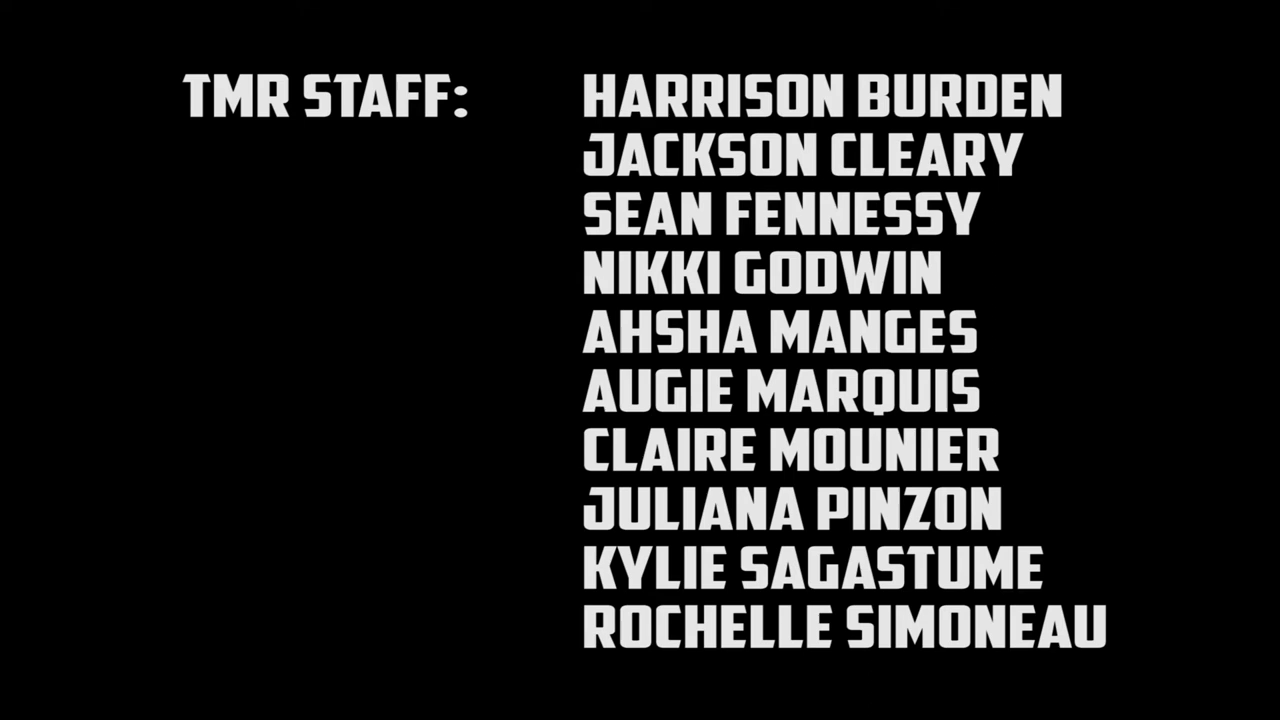 TMR STAFF: HARRISON BURDEN
JACKSON CLEARY
SEAN FENNESSY
NIKKI GODWIN
AHSHA MANGES
AUGIE MARQUIS
CLAIRE MOUNIER
JULIANA PINZON
KYLIE SAGASTUME
ROCHELLE SIMONEAU